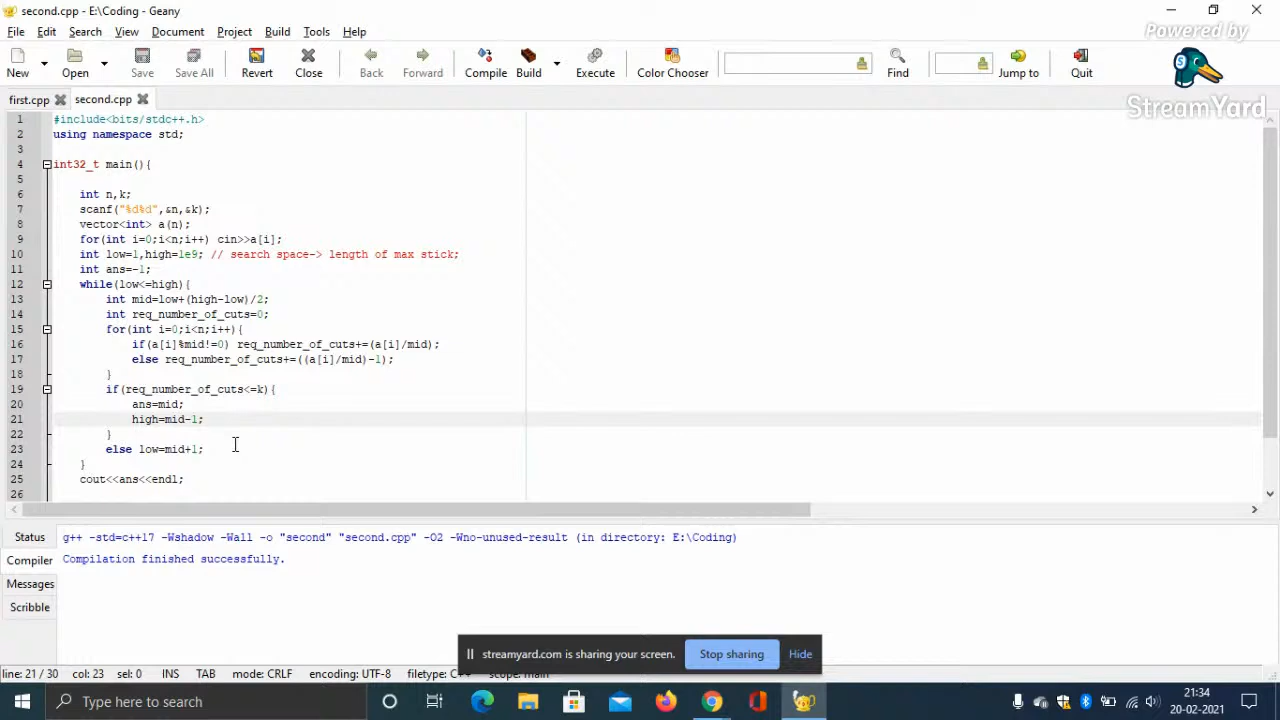 second.cpp - E:\Coding - Geany
File Edit Search View Document Project Build Tools Help
Powered by
New Open Save Save All Revert Close Back Forward Compile Build Execute Color Chooser Find Jump to Quit
StreamYard
first.cpp second.cpp
1 #include<bits/stdc++.h>
2 using namespace std;
3
4 int32_t main(){
5
6 int n,k;
7 scanf("%d%d",&n,&k);
8 vector<int> a(n);
9 for(int i=0;i<n;i++) cin>>a[i];
10 int low=1,high=1e9; // search space-> length of max stick;
11 int ans=-1;
12 while(low<=high){
13 int mid=low+(high-low)/2;
14 int req_number_of_cuts=0;
15 for(int i=0;i<n;i++){
16 if(a[i]%mid!=0) req_number_of_cuts+=(a[i]/mid);
17 else req_number_of_cuts+=((a[i]/mid)-1);
18 }
19 if(req_number_of_cuts<=k){
20 ans=mid;
21 high=mid-1;
22 }
23 else low=mid+1;
24 }
25 cout<<ans<<endl;
26
Status g++ -std=c++17 -Wshadow -Wall -o "second" "second.cpp" -O2 -Wno-unused-result (in directory: E:\Coding)
Compiler Compilation finished successfully.
Messages
Scribble
streamyard.com is sharing your screen. Stop sharing Hide
line: 21 / 30 col: 23 sel: 0 INS TAB mode: CRLF encoding: UTF-8 filetype: C++ scope: main
Type here to search
21:34
20-02-2021